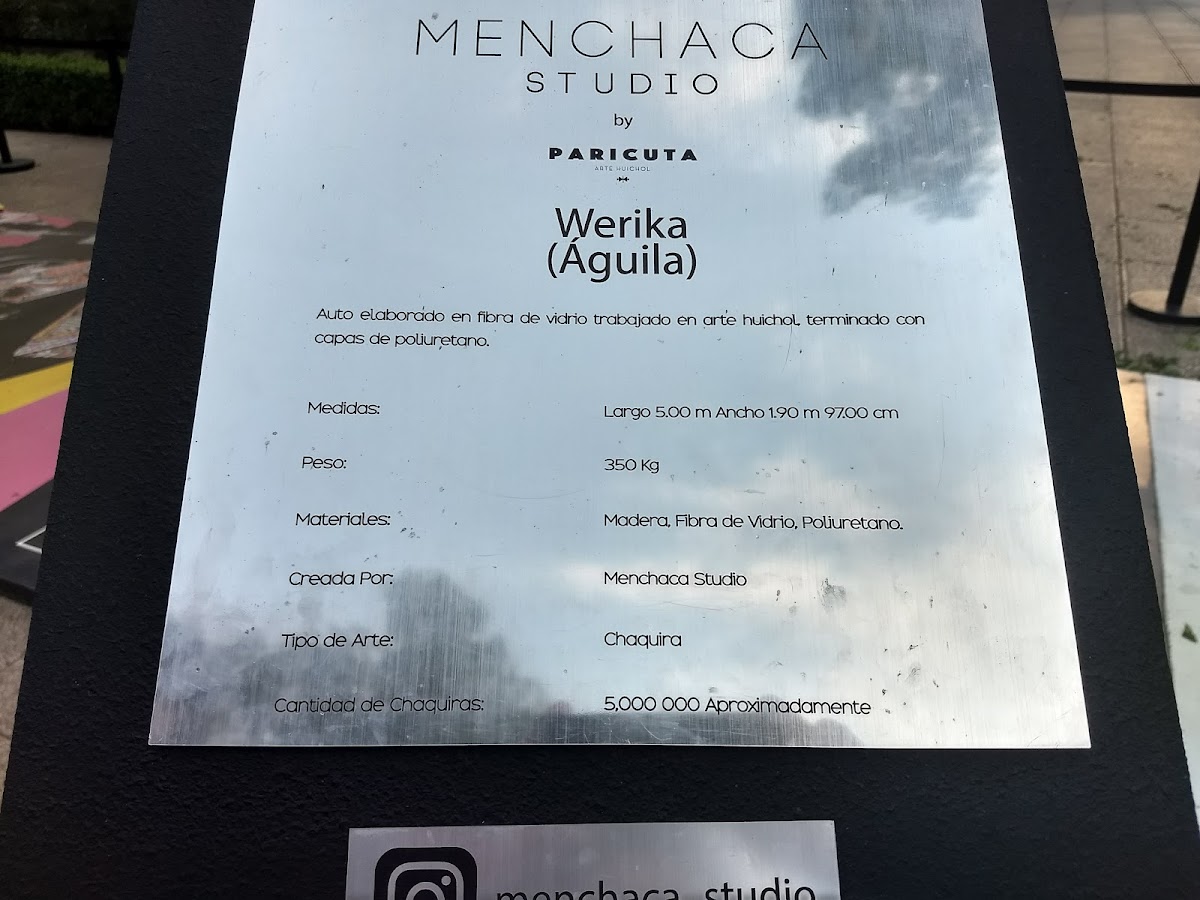 MENCHACA
STUDIO
by
PARICUTA
ARTE HUICHOL
Werika
(Águila)
Auto elaborado en fibra de vidrio trabajado en arte huichol, terminado con
capas de poliuretano.
Medidas: Largo 5.00 m Ancho 1.90 m 97.00 cm
Peso: 350 Kg
Materiales: Madera, Fibra de Vidrio, Poliuretano.
Creada Por: Menchaca Studio
Tipo de Arte: Chaquira
Cantidad de Chaquiras: 5,000 000 Aproximadamente
menchaca_studio